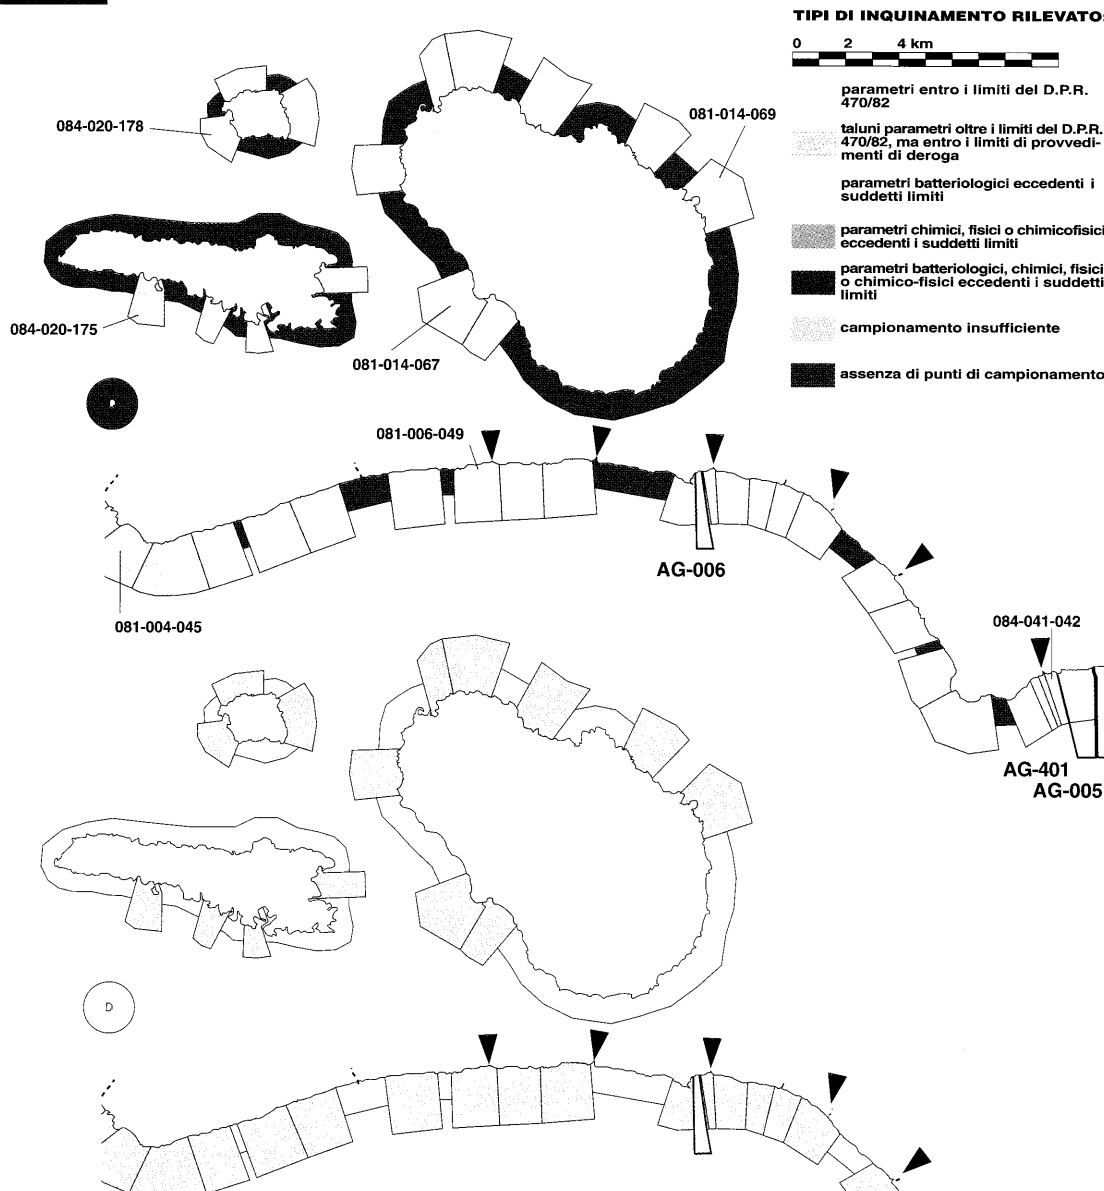 TIPI DI INQUINAMENTO RILEVATO:
0 2 4 km
parametri entro i limiti del D.P.R.
470/82
taluni parametri oltre i limiti del D.P.R.
470/82, ma entro i limiti di provvedi-
menti di deroga
parametri batteriologici eccedenti i
suddetti limiti
parametri chimici, fisici o chimicofisici
eccedenti i suddetti limiti
parametri batteriologici, chimici, fisici
o chimico-fisici eccedenti i suddetti
limiti
campionamento insufficiente
assenza di punti di campionamento
084-020-178
081-014-069
084-020-175
081-014-067
081-006-049
AG-006
081-004-045
084-041-042
AG-401
AG-005
D